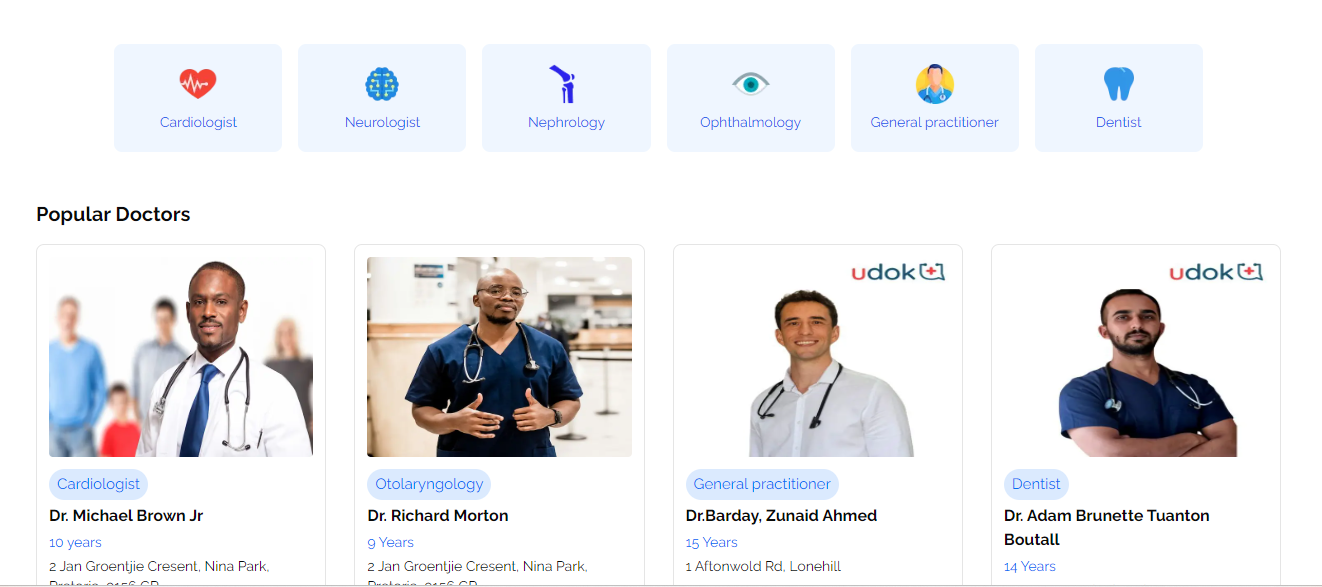 Cardiologist
Neurologist
Nephrology
Ophthalmology
General practitioner
Dentist
Popular Doctors
udok
udok
Cardiologist
Dr. Michael Brown Jr
10 years
2 Jan Groentjie Cresent, Nina Park,
Otolaryngology
Dr. Richard Morton
9 Years
2 Jan Groentjie Cresent, Nina Park,
General practitioner
Dr.Barday, Zunaid Ahmed
15 Years
1 Aftonwold Rd, Lonehill
Dentist
Dr. Adam Brunette Tuanton
Boutall
14 Years